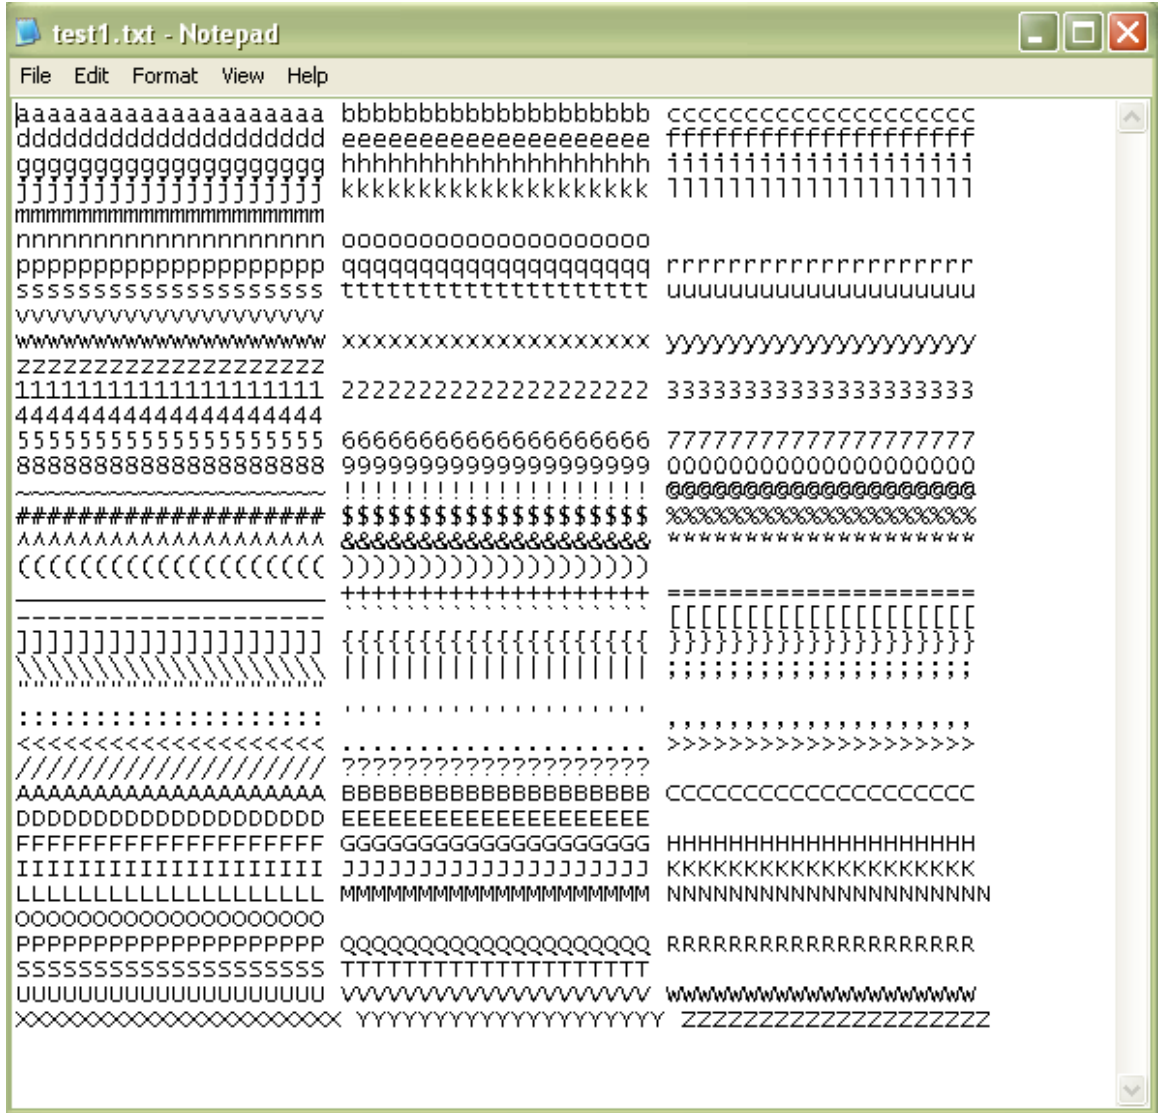 test1.txt - Notepad
File Edit Format View Help
aaaaaaaaaaaaaaaaaaaa bbbbbbbbbbbbbbbbbbbb cccccccccccccccccccc
dddddddddddddddddddd eeeeeeeeeeeeeeeeeeee ffffffffffffffffffff
gggggggggggggggggggg hhhhhhhhhhhhhhhhhhhh iiiiiiiiiiiiiiiiiiii
jjjjjjjjjjjjjjjjjjjj kkkkkkkkkkkkkkkkkkkk llllllllllllllllllll
mmmmmmmmmmmmmmmmmmmm
nnnnnnnnnnnnnnnnnnnn oooooooooooooooooooo
pppppppppppppppppppp qqqqqqqqqqqqqqqqqqqq rrrrrrrrrrrrrrrrrrrr
ssssssssssssssssssss tttttttttttttttttttt uuuuuuuuuuuuuuuuuuuu
vvvvvvvvvvvvvvvvvvvv
wwwwwwwwwwwwwwwwwwww xxxxxxxxxxxxxxxxxxxx yyyyyyyyyyyyyyyyyyyy
zzzzzzzzzzzzzzzzzzzz
11111111111111111111 22222222222222222222 33333333333333333333
44444444444444444444
55555555555555555555 66666666666666666666 77777777777777777777
88888888888888888888 99999999999999999999 00000000000000000000
~~~~~~~~~~~~~~~~~~~~ !!!!!!!!!!!!!!!!!!!! @@@@@@@@@@@@@@@@@@@@
#################### $$$$$$$$$$$$$$$$$$$$ %%%%%%%%%%%%%%%%%%%%
^^^^^^^^^^^^^^^^^^^^ &&&&&&&&&&&&&&&&&&&& ********************
(((((((((((((((((((( ))))))))))))))))))))
____________________ ++++++++++++++++++++ ====================
-------------------- ```````````````````` [[[[[[[[[[[[[[[[[[[[
]]]]]]]]]]]]]]]]]]]] {{{{{{{{{{{{{{{{{{{{ }}}}}}}}}}}}}}}}}}}}
\\\\\\\\\\\\\\\\\\\\ |||||||||||||||||||| ;;;;;;;;;;;;;;;;;;;;
""""""""""""""""""""
:::::::::::::::::::: '''''''''''''''''''' ,,,,,,,,,,,,,,,,,,,,
<<<<<<<<<<<<<<<<<<<< .................... >>>>>>>>>>>>>>>>>>>>
//////////////////// ????????????????????
AAAAAAAAAAAAAAAAAAAA BBBBBBBBBBBBBBBBBBBB CCCCCCCCCCCCCCCCCCCC
DDDDDDDDDDDDDDDDDDDD EEEEEEEEEEEEEEEEEEEE
FFFFFFFFFFFFFFFFFFFF GGGGGGGGGGGGGGGGGGGG HHHHHHHHHHHHHHHHHHHH
IIIIIIIIIIIIIIIIIIII JJJJJJJJJJJJJJJJJJJJ KKKKKKKKKKKKKKKKKKKK
LLLLLLLLLLLLLLLLLLLL MMMMMMMMMMMMMMMMMMMM NNNNNNNNNNNNNNNNNNNNN
OOOOOOOOOOOOOOOOOOOO
PPPPPPPPPPPPPPPPPPPP QQQQQQQQQQQQQQQQQQQQ RRRRRRRRRRRRRRRRRRRR
SSSSSSSSSSSSSSSSSSSS TTTTTTTTTTTTTTTTTTTT
UUUUUUUUUUUUUUUUUUUU VVVVVVVVVVVVVVVVVVVV WWWWWWWWWWWWWWWWWWWW
XXXXXXXXXXXXXXXXXXXXX YYYYYYYYYYYYYYYYYYYY ZZZZZZZZZZZZZZZZZZZZ